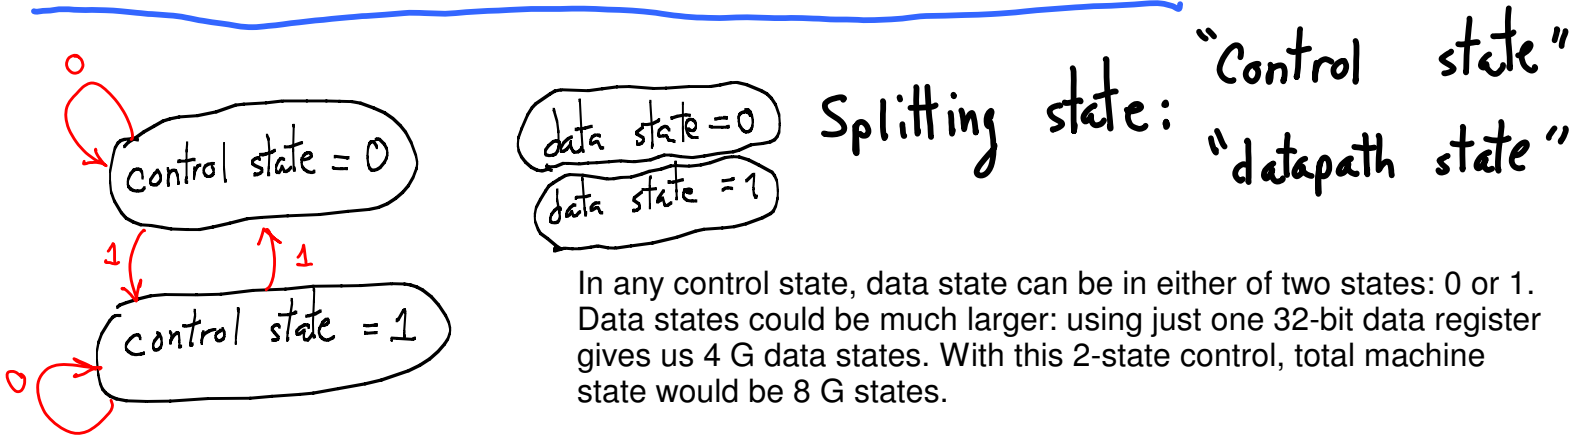 0
control state = 0
1
1
control state = 1
0
data state = 0
data state = 1
Splitting state:
"Control state"
"datapath state"
In any control state, data state can be in either of two states: 0 or 1.
Data states could be much larger: using just one 32-bit data register
gives us 4 G data states. With this 2-state control, total machine
state would be 8 G states.